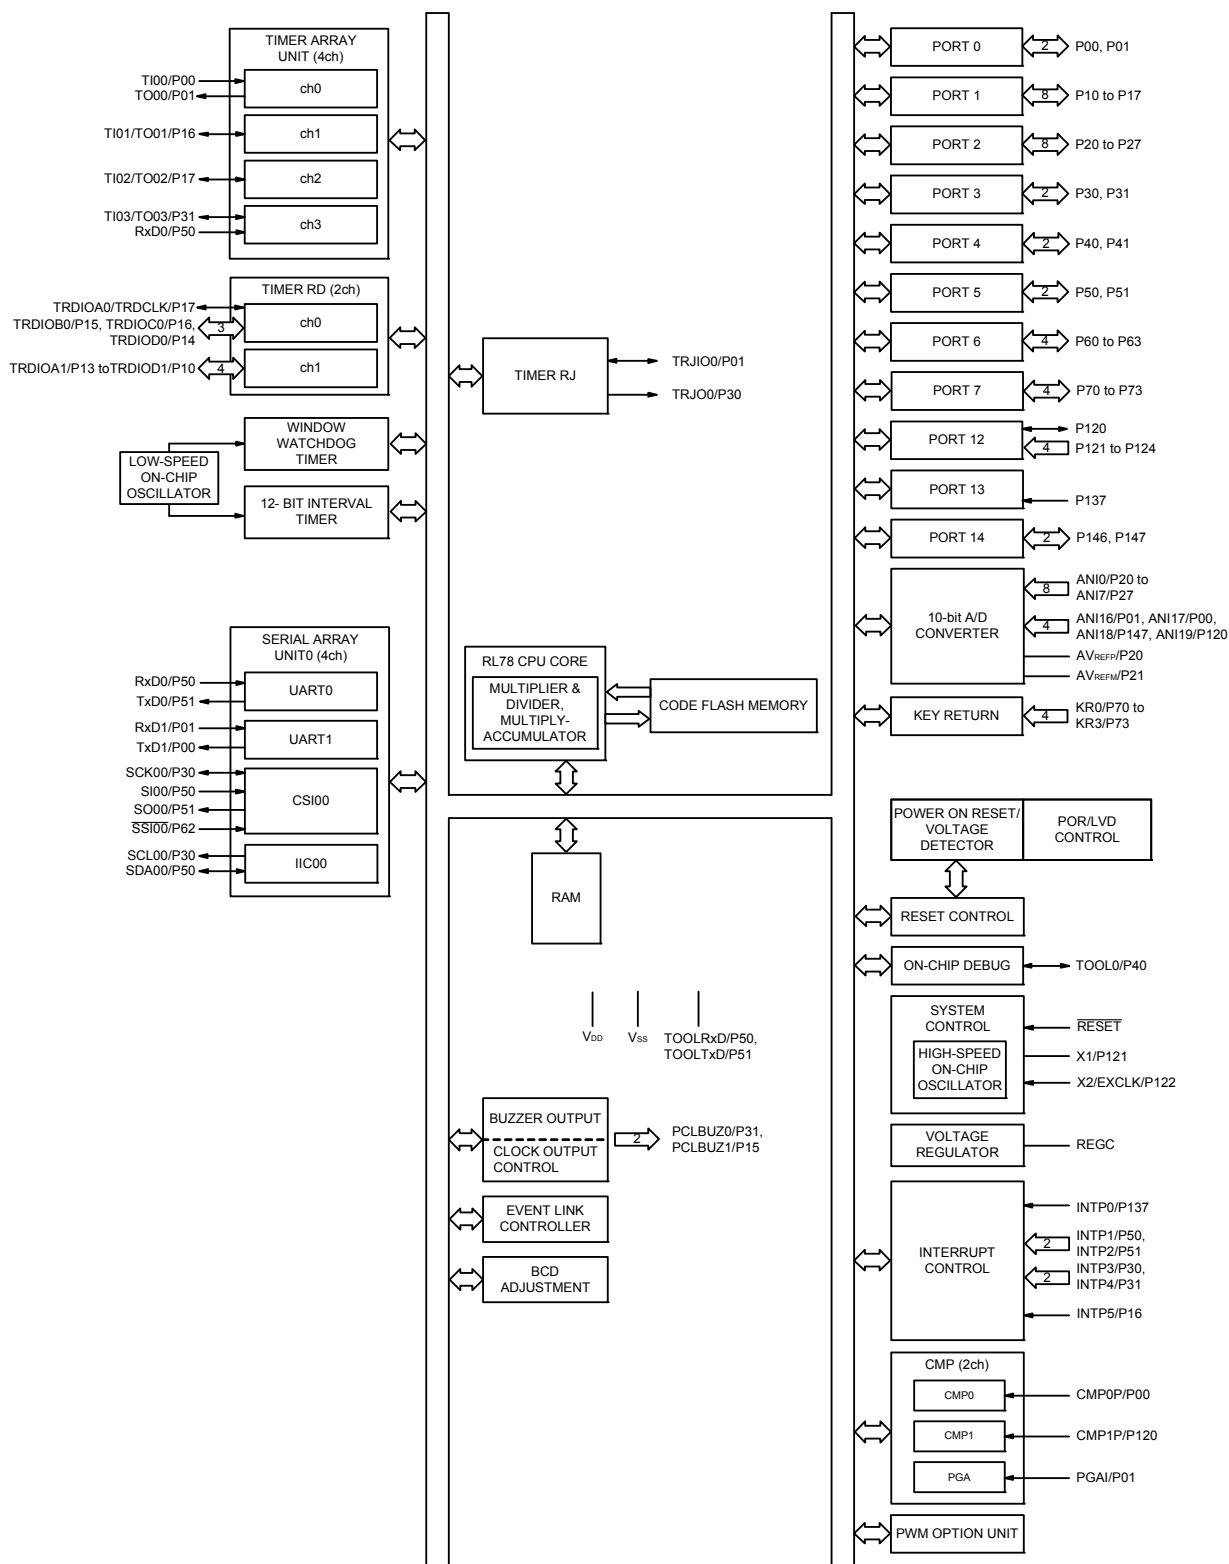 TIMER ARRAY
UNIT (4ch)
TI00/P00
TO00/P01
ch0
TI01/TO01/P16
ch1
TI02/TO02/P17
ch2
TI03/TO03/P31
RxD0/P50
ch3
TIMER RD (2ch)
TRDIOA0/TRDCLK/P17
TRDIOB0/P15, TRDIOC0/P16,
TRDIOD0/P14
3
ch0
TRDIOA1/P13 toTRDIOD1/P10
4
ch1
WINDOW
WATCHDOG
TIMER
LOW-SPEED
ON-CHIP
OSCILLATOR
12- BIT INTERVAL
TIMER
SERIAL ARRAY
UNIT0 (4ch)
RxD0/P50
TxD0/P51
UART0
RxD1/P01
TxD1/P00
UART1
SCK00/P30
SI00/P50
SO00/P51
SSI00/P62
CSI00
SCL00/P30
SDA00/P50
IIC00
TIMER RJ
TRJIO0/P01
TRJO0/P30
RL78 CPU CORE
MULTIPLIER &
DIVIDER,
MULTIPLY-
ACCUMULATOR
CODE FLASH MEMORY
RAM
VDD
VSS
TOOLRxD/P50,
TOOLTxD/P51
BUZZER OUTPUT
CLOCK OUTPUT
CONTROL
2
PCLBUZ0/P31,
PCLBUZ1/P15
EVENT LINK
CONTROLLER
BCD
ADJUSTMENT
PORT 0
2
P00, P01
PORT 1
8
P10 to P17
PORT 2
8
P20 to P27
PORT 3
2
P30, P31
PORT 4
2
P40, P41
PORT 5
2
P50, P51
PORT 6
4
P60 to P63
PORT 7
4
P70 to P73
PORT 12
P120
4
P121 to P124
PORT 13
P137
PORT 14
2
P146, P147
10-bit A/D
CONVERTER
8
ANI0/P20 to
ANI7/P27
4
ANI16/P01, ANI17/P00,
ANI18/P147, ANI19/P120
AVREFP/P20
AVREFM/P21
KEY RETURN
4
KR0/P70 to
KR3/P73
POWER ON RESET/
VOLTAGE
DETECTOR
POR/LVD
CONTROL
RESET CONTROL
ON-CHIP DEBUG
TOOL0/P40
SYSTEM
CONTROL
HIGH-SPEED
ON-CHIP
OSCILLATOR
RESET
X1/P121
X2/EXCLK/P122
VOLTAGE
REGULATOR
REGC
INTERRUPT
CONTROL
INTP0/P137
2
INTP1/P50,
INTP2/P51
2
INTP3/P30,
INTP4/P31
INTP5/P16
CMP (2ch)
CMP0
CMP0P/P00
CMP1
CMP1P/P120
PGA
PGAI/P01
PWM OPTION UNIT